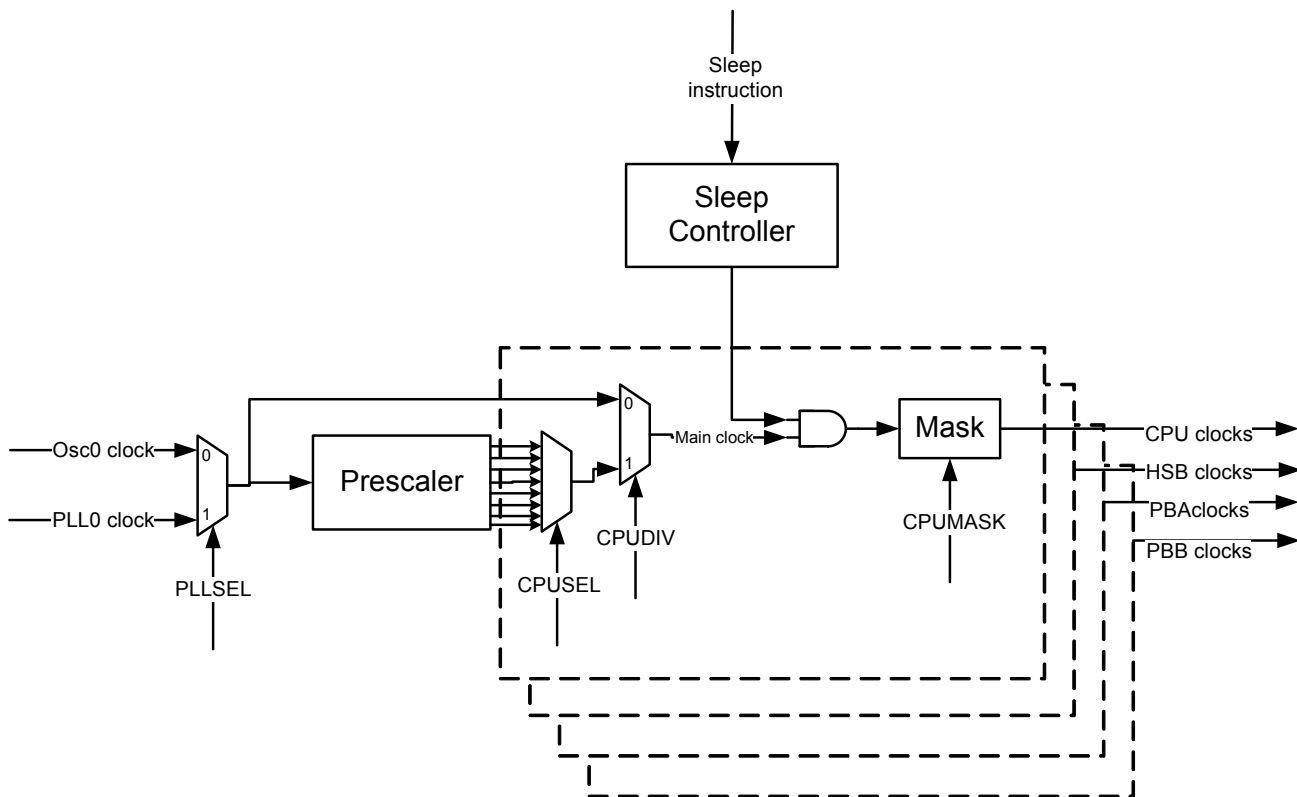 Sleep
instruction
Sleep
Controller
0
Main clock
1
Osc0 clock
0
PLL0 clock
1
Prescaler
Mask
CPU clocks
HSB clocks
PBAclocks
PBB clocks
CPUDIV
CPUMASK
PLLSEL
CPUSEL